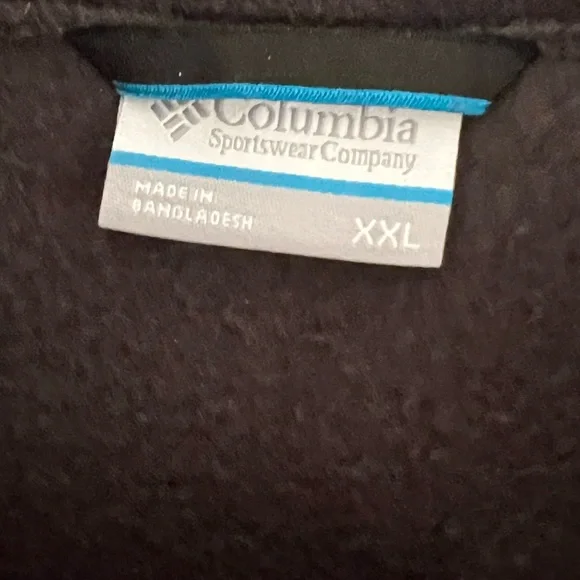 Columbia
Sportswear Company
MADE IN
BANGLADESH
XXL